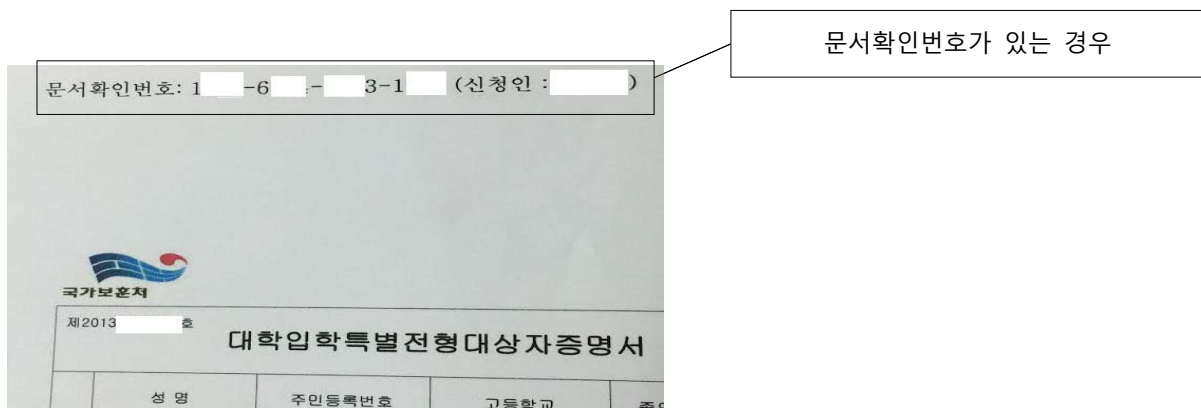 문서확인번호가 있는 경우
문서확인번호: 1 -6 - 3-1 (신청인 : )
국가보훈처
제2013 호
대학입학특별전형대상자증명서
성 명 주민등록번호 고등학교